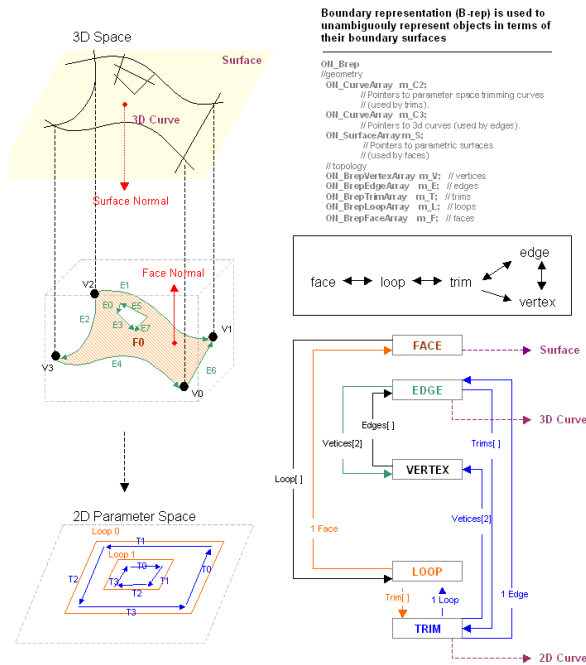 Boundary representation (B-rep) is used to
unambiguouly represent objects in terms of
their boundary surfaces
ON_Brep
//geometry
ON_CurveArray m_C2;
// Pointers to parameter space trimming curves
// (used by trims).
ON_CurveArray m_C3;
// Pointers to 3d curves (used by edges).
ON_SurfaceArray m_S;
// Pointers to parametric surfaces
// (used by faces)
// topology
ON_BrepVertexArray m_V; // vertices
ON_BrepEdgeArray m_E; // edges
ON_BrepTrimArray m_T; // trims
ON_BrepLoopArray m_L; // loops
ON_BrepFaceArray m_F; // faces
3D Space
Surface
3D Curve
Surface Normal
Face Normal
V2
E1
E0
E5
E3
E7
E2
F0
V1
V3
E4
E6
V0
2D Parameter Space
Loop 0
T1
Loop 1
T0
T0
T3
T1
T2
T2
T3
face
loop
trim
edge
vertex
FACE
Surface
EDGE
3D Curve
Edges[ ]
Vetices[2]
Trims[ ]
VERTEX
Loop[ ]
Vetices[2]
1 Face
LOOP
Trim[ ]
1 Loop
1 Edge
TRIM
2D Curve